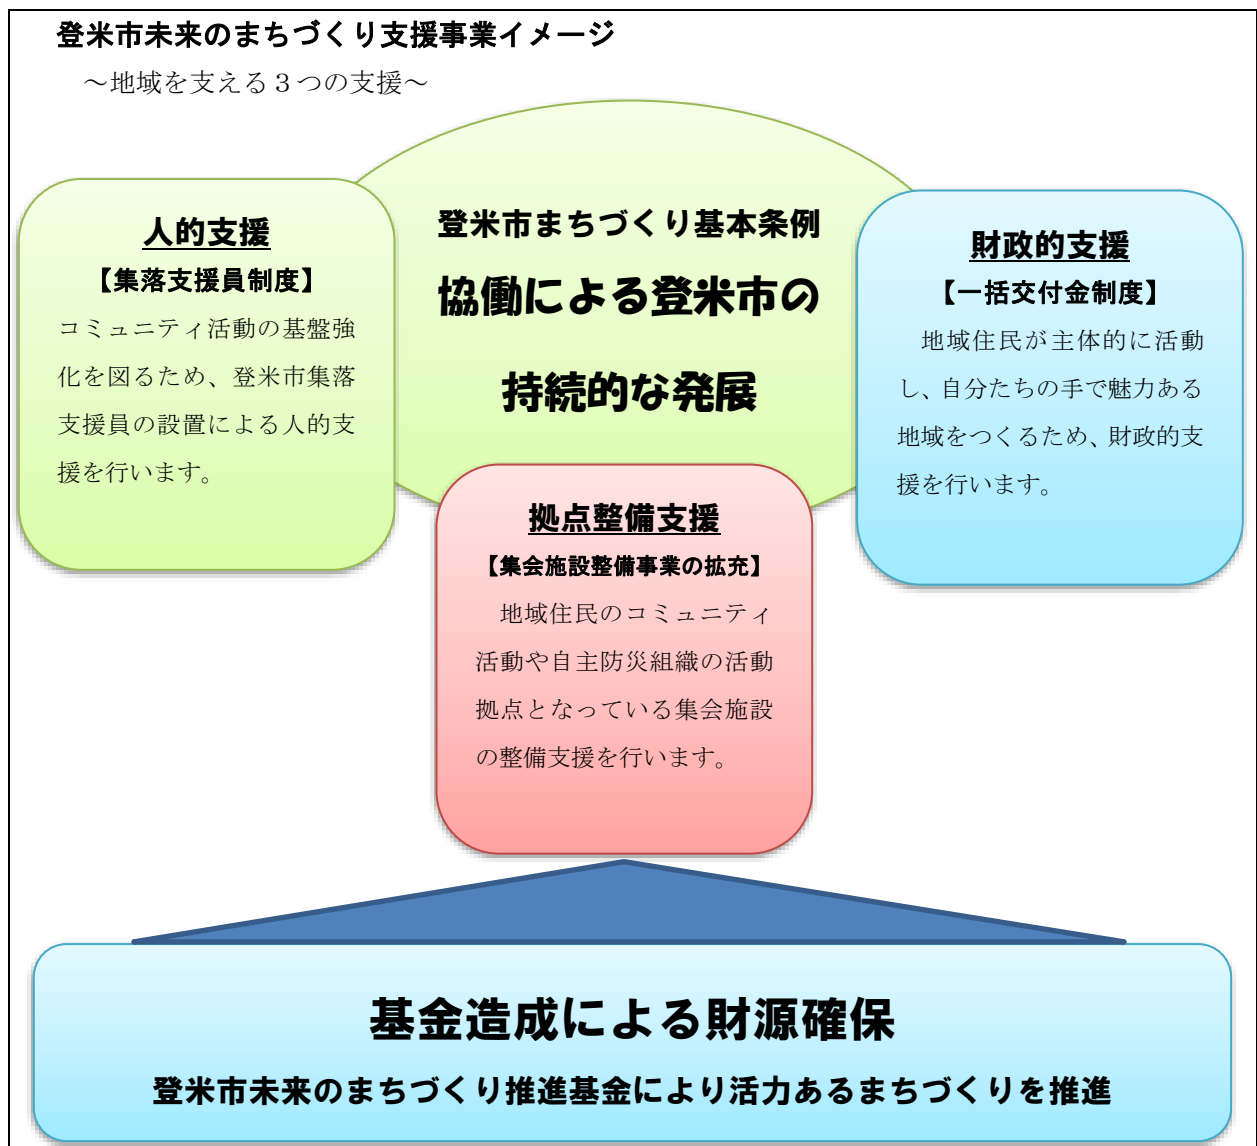 登米市未来のまちづくり支援事業イメージ
～地域を支える３つの支援～
登米市まちづくり基本条例
協働による登米市の
持続的な発展
人的支援
【集落支援員制度】
コミュニティ活動の基盤強
化を図るため、登米市集落
支援員の設置による人的支
援を行います。
財政的支援
【一括交付金制度】
　地域住民が主体的に活動
し、自分たちの手で魅力ある
地域をつくるため、財政的支
援を行います。
拠点整備支援
【集会施設整備事業の拡充】
　地域住民のコミュニティ
活動や自主防災組織の活動
拠点となっている集会施設
の整備支援を行います。
基金造成による財源確保
登米市未来のまちづくり推進基金により活力あるまちづくりを推進